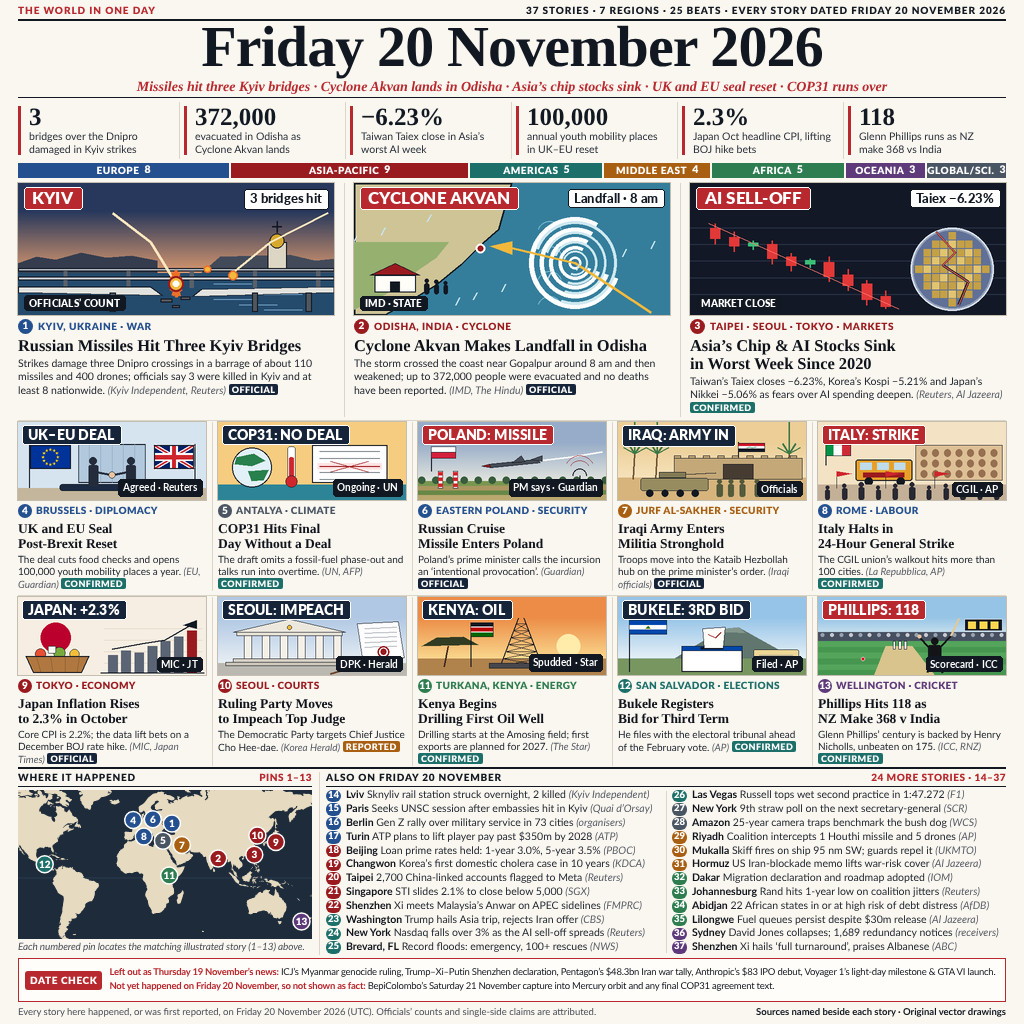 THE WORLD IN ONE DAY
37 STORIES · 7 REGIONS · 25 BEATS · EVERY STORY DATED FRIDAY 20 NOVEMBER 2026
Friday 20 November 2026
Missiles hit three Kyiv bridges · Cyclone Akvan lands in Odisha · Asia's chip stocks sink · UK and EU seal reset · COP31 runs over
3
bridges over the Dnipro
damaged in Kyiv strikes
372,000
evacuated in Odisha as
Cyclone Akvan lands
−6.23%
Taiwan Taiex close in Asia's
worst AI week
100,000
annual youth mobility places
in UK–EU reset
2.3%
Japan Oct headline CPI, lifting
BOJ hike bets
118
Glenn Phillips runs as NZ
make 368 vs India
EUROPE 8
ASIA-PACIFIC 9
AMERICAS 5
MIDDLE EAST 4
AFRICA 5
OCEANIA 3
GLOBAL/SCI. 3
KYIV
3 bridges hit
OFFICIALS' COUNT
1 KYIV, UKRAINE · WAR
Russian Missiles Hit Three Kyiv Bridges
Strikes damage three Dnipro crossings in a barrage of about 110
missiles and 400 drones; officials say 3 were killed in Kyiv and at
least 8 nationwide. (Kyiv Independent, Reuters) OFFICIAL
CYCLONE AKVAN
Landfall · 8 am
IMD · STATE
2 ODISHA, INDIA · CYCLONE
Cyclone Akvan Makes Landfall in Odisha
The storm crossed the coast near Gopalpur around 8 am and then
weakened; up to 372,000 people were evacuated and no deaths
have been reported. (IMD, The Hindu) OFFICIAL
AI SELL-OFF
Taiex −6.23%
MARKET CLOSE
3 TAIPEI · SEOUL · TOKYO · MARKETS
Asia's Chip & AI Stocks Sink
in Worst Week Since 2020
Taiwan's Taiex closes −6.23%, Korea's Kospi −5.21% and Japan's
Nikkei −5.06% as fears over AI spending deepen. (Reuters, Al Jazeera)
CONFIRMED
UK–EU DEAL
Agreed · Reuters
4 BRUSSELS · DIPLOMACY
UK and EU Seal
Post-Brexit Reset
The deal cuts food checks and opens
100,000 youth mobility places a year. (EU,
Guardian) CONFIRMED
COP31: NO DEAL
Ongoing · UN
5 ANTALYA · CLIMATE
COP31 Hits Final
Day Without a Deal
The draft omits a fossil-fuel phase-out and
talks run into overtime. (UN, AFP)
CONFIRMED
POLAND: MISSILE
PM says · Guardian
6 EASTERN POLAND · SECURITY
Russian Cruise
Missile Enters Poland
Poland's prime minister calls the incursion
an 'intentional provocation'. (Guardian)
OFFICIAL
IRAQ: ARMY IN
Officials
7 JURF AL-SAKHER · SECURITY
Iraqi Army Enters
Militia Stronghold
Troops move into the Kataib Hezbollah
hub on the prime minister's order. (Iraqi
officials) OFFICIAL
ITALY: STRIKE
CGIL · AP
8 ROME · LABOUR
Italy Halts in
24-Hour General Strike
The CGIL union's walkout hits more than
100 cities. (La Repubblica, AP)
CONFIRMED
JAPAN: +2.3%
MIC · JT
9 TOKYO · ECONOMY
Japan Inflation Rises
to 2.3% in October
Core CPI is 2.2%; the data lift bets on a
December BOJ rate hike. (MIC, Japan
Times) OFFICIAL
SEOUL: IMPEACH
DPK · Herald
10 SEOUL · COURTS
Ruling Party Moves
to Impeach Top Judge
The Democratic Party targets Chief Justice
Cho Hee-dae. (Korea Herald) REPORTED
KENYA: OIL
Spudded · Star
11 TURKANA, KENYA · ENERGY
Kenya Begins
Drilling First Oil Well
Drilling starts at the Amosing field; first
exports are planned for 2027. (The Star)
CONFIRMED
BUKELE: 3RD BID
Filed · AP
12 SAN SALVADOR · ELECTIONS
Bukele Registers
Bid for Third Term
He files with the electoral tribunal ahead
of the February vote. (AP) CONFIRMED
PHILLIPS: 118
Scorecard · ICC
13 WELLINGTON · CRICKET
Phillips Hits 118 as
NZ Make 368 v India
Glenn Phillips' century is backed by Henry
Nicholls, unbeaten on 175. (ICC, RNZ)
CONFIRMED
WHERE IT HAPPENED
PINS 1–13
4
6
1
8
5
7
10
9
3
2
12
11
13
Each numbered pin locates the matching illustrated story (1–13) above.
ALSO ON FRIDAY 20 NOVEMBER
24 MORE STORIES · 14–37
14 Lviv Sknyliv rail station struck overnight, 2 killed (Kyiv Independent)
15 Paris Seeks UNSC session after embassies hit in Kyiv (Quai d'Orsay)
16 Berlin Gen Z rally over military service in 73 cities (organisers)
17 Turin ATP plans to lift player pay past $350m by 2028 (ATP)
18 Beijing Loan prime rates held: 1-year 3.0%, 5-year 3.5% (PBOC)
19 Changwon Korea's first domestic cholera case in 10 years (KDCA)
20 Taipei 2,700 China-linked accounts flagged to Meta (Reuters)
21 Singapore STI slides 2.1% to close below 5,000 (SGX)
22 Shenzhen Xi meets Malaysia's Anwar on APEC sidelines (FMPRC)
23 Washington Trump hails Asia trip, rejects Iran offer (CBS)
24 New York Nasdaq falls over 3% as the AI sell-off spreads (Reuters)
25 Brevard, FL Record floods: emergency, 100+ rescues (NWS)
26 Las Vegas Russell tops wet second practice in 1:47.272 (F1)
27 New York 9th straw poll on the next secretary-general (SCR)
28 Amazon 25-year camera traps benchmark the bush dog (WCS)
29 Riyadh Coalition intercepts 1 Houthi missile and 5 drones (AP)
30 Mukalla Skiff fires on ship 95 nm SW; guards repel it (UKMTO)
31 Hormuz US Iran-blockade memo lifts war-risk cover (Al Jazeera)
32 Dakar Migration declaration and roadmap adopted (IOM)
33 Johannesburg Rand hits 1-year low on coalition jitters (Reuters)
34 Abidjan 22 African states in or at high risk of debt distress (AfDB)
35 Lilongwe Fuel queues persist despite $30m release (Al Jazeera)
36 Sydney David Jones collapses; 1,689 redundancy notices (receivers)
37 Shenzhen Xi hails 'full turnaround', praises Albanese (ABC)
DATE CHECK
Left out as Thursday 19 November's news: ICJ's Myanmar genocide ruling, Trump–Xi–Putin Shenzhen declaration, Pentagon's $48.3bn Iran war tally, Anthropic's $83 IPO debut, Voyager 1's light-day milestone & GTA VI launch.
Not yet happened on Friday 20 November, so not shown as fact: BepiColombo's Saturday 21 November capture into Mercury orbit and any final COP31 agreement text.
Every story here happened, or was first reported, on Friday 20 November 2026 (UTC). Officials' counts and single-side claims are attributed.
Sources named beside each story · Original vector drawings